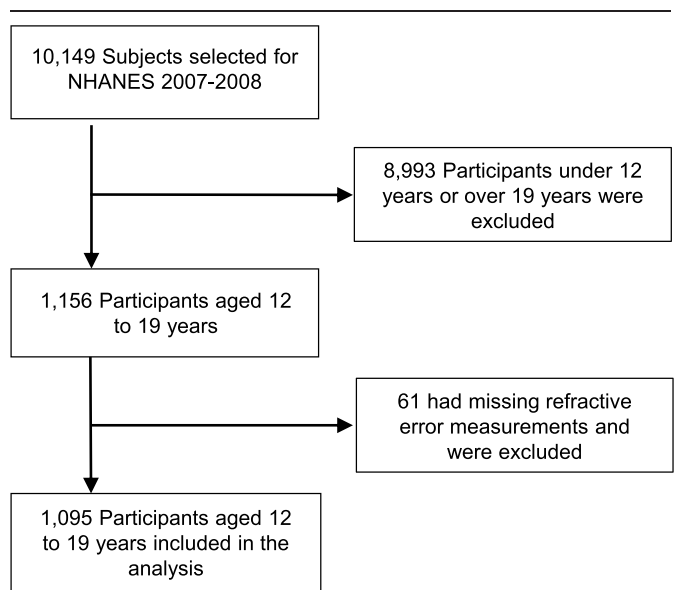 10,149 Subjects selected for
NHANES 2007-2008
8,993 Participants under 12
years or over 19 years were
excluded
1,156 Participants aged 12
to 19 years
61 had missing refractive
error measurements and
were excluded
1,095 Participants aged 12
to 19 years included in the
analysis